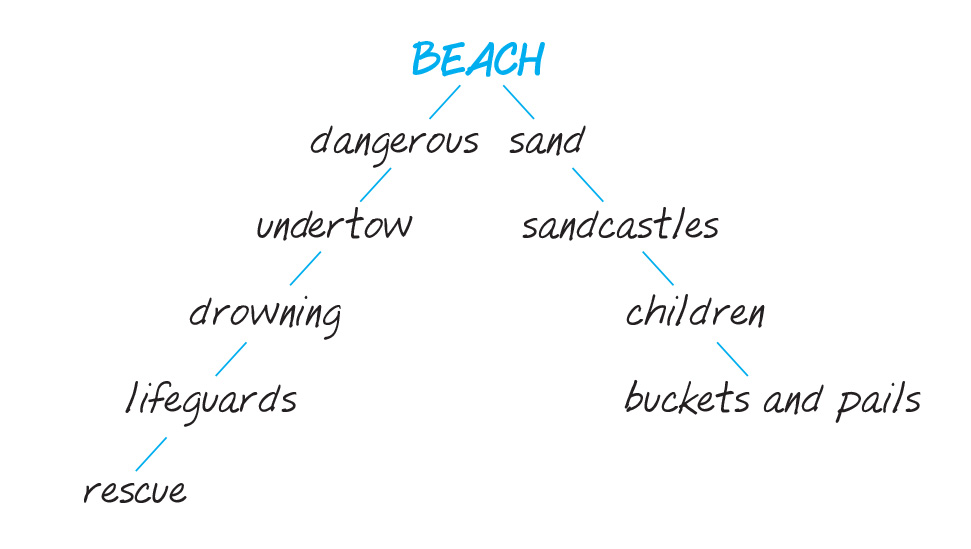 BEACH
dangerous sand
undertow sandcastles
drowning children
lifeguards buckets and pails
rescue